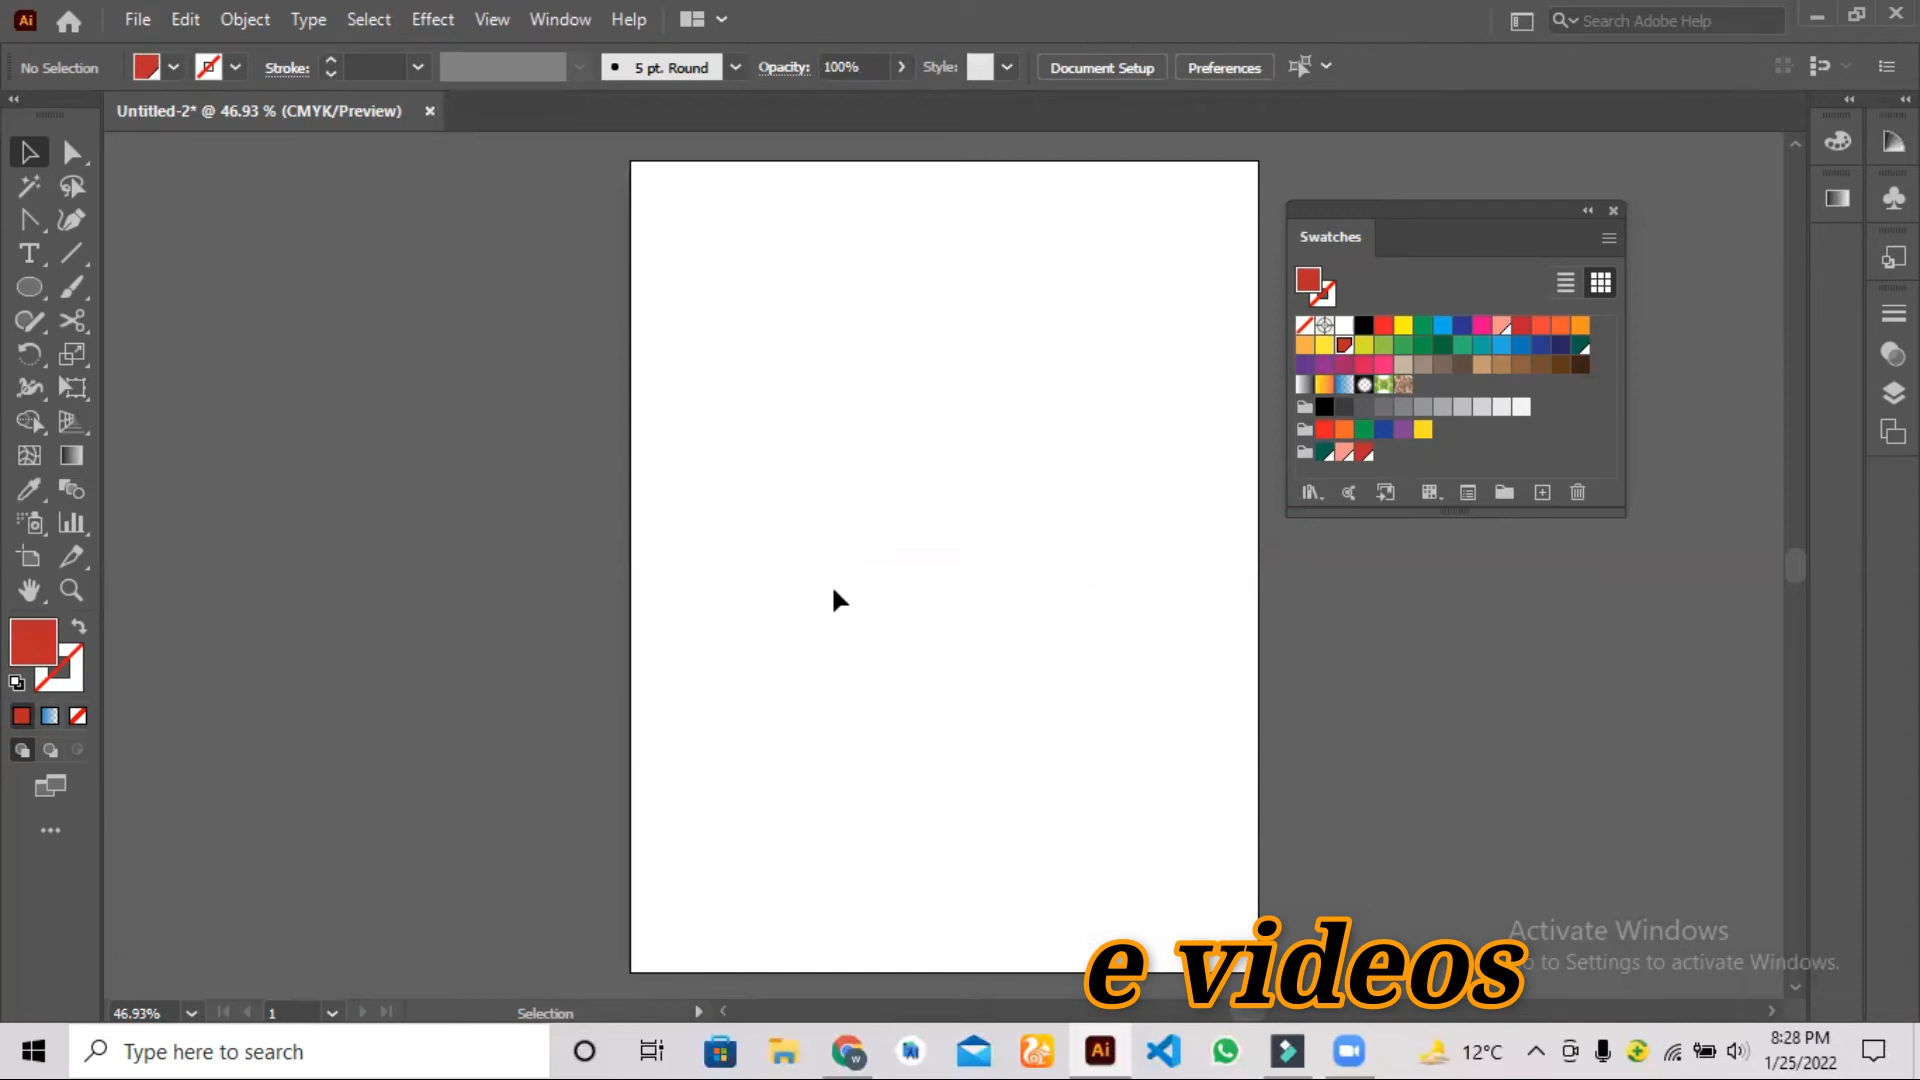 Ai File Edit Object Type Select Effect View Window Help Search Adobe Help
No Selection Stroke: 5 pt. Round Opacity: 100% Style: Document Setup Preferences
Untitled-2* @ 46.93 % (CMYK/Preview)
Swatches
Activate Windows
to Settings to activate Windows.
e videos
46.93% 1 Selection
Type here to search Ai 12°C 8:28 PM
1/25/2022